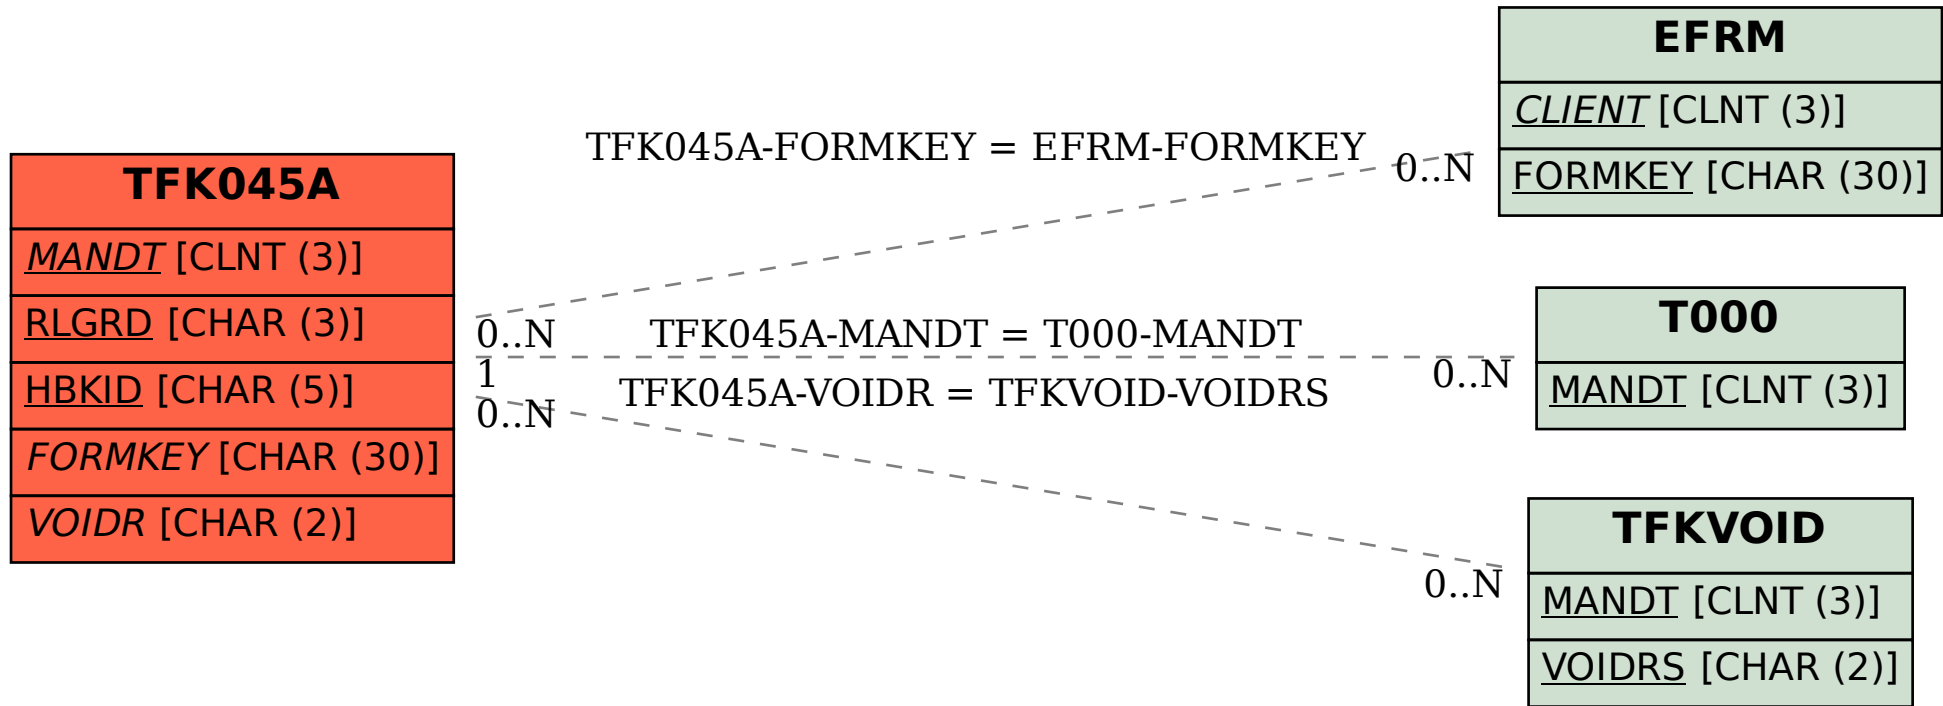 TFK045A
MANDT [CLNT (3)]
RLGRD [CHAR (3)]
HBKID [CHAR (5)]
FORMKEY [CHAR (30)]
VOIDR [CHAR (2)]
TFK045A-FORMKEY = EFRM-FORMKEY
0..N
0..N
TFK045A-MANDT = T000-MANDT
1
0..N
TFK045A-VOIDR = TFKVOID-VOIDRS
0..N
0..N
EFRM
CLIENT [CLNT (3)]
FORMKEY [CHAR (30)]
T000
MANDT [CLNT (3)]
TFKVOID
MANDT [CLNT (3)]
VOIDRS [CHAR (2)]